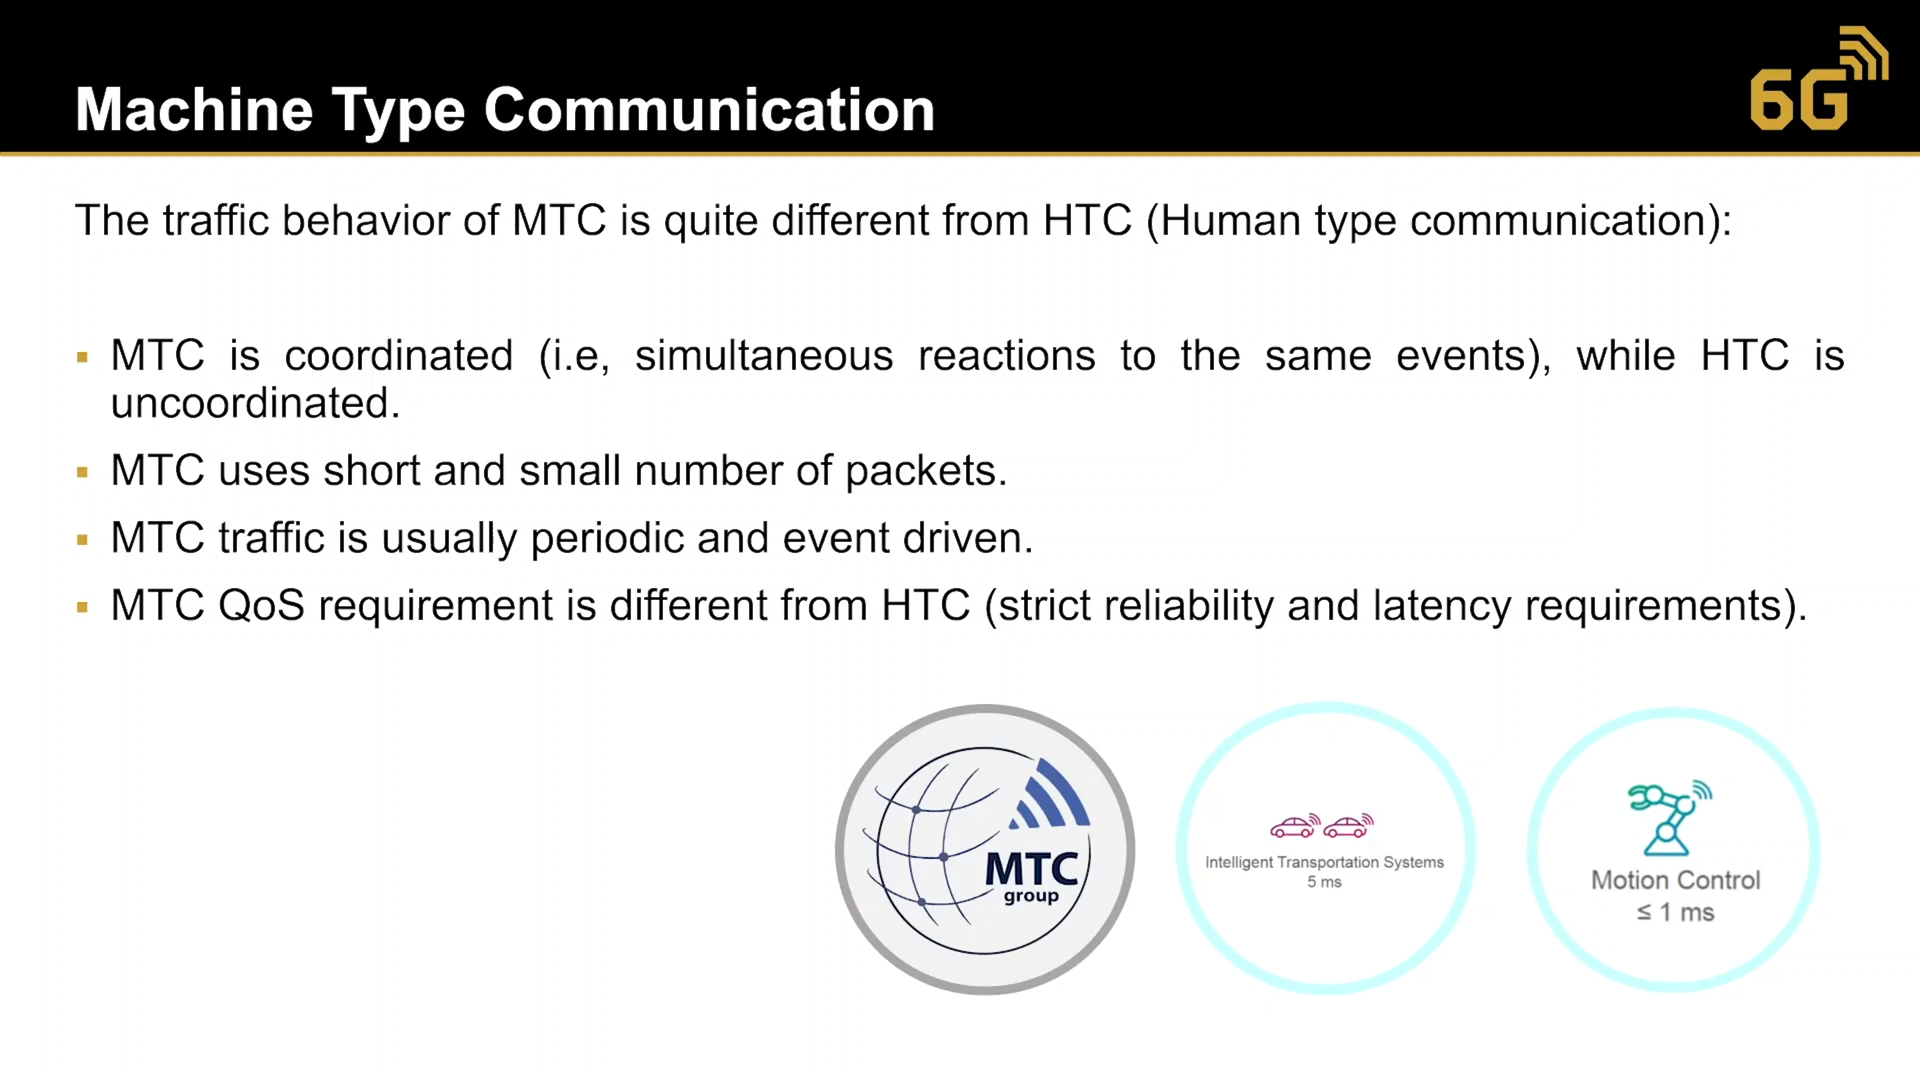 6G
Machine Type Communication
The traffic behavior of MTC is quite different from HTC (Human type communication):
▪ MTC is coordinated (i.e, simultaneous reactions to the same events), while HTC is
uncoordinated.
▪ MTC uses short and small number of packets.
▪ MTC traffic is usually periodic and event driven.
▪ MTC QoS requirement is different from HTC (strict reliability and latency requirements).
MTC
group
Intelligent Transportation Systems
5 ms
Motion Control
≤ 1 ms